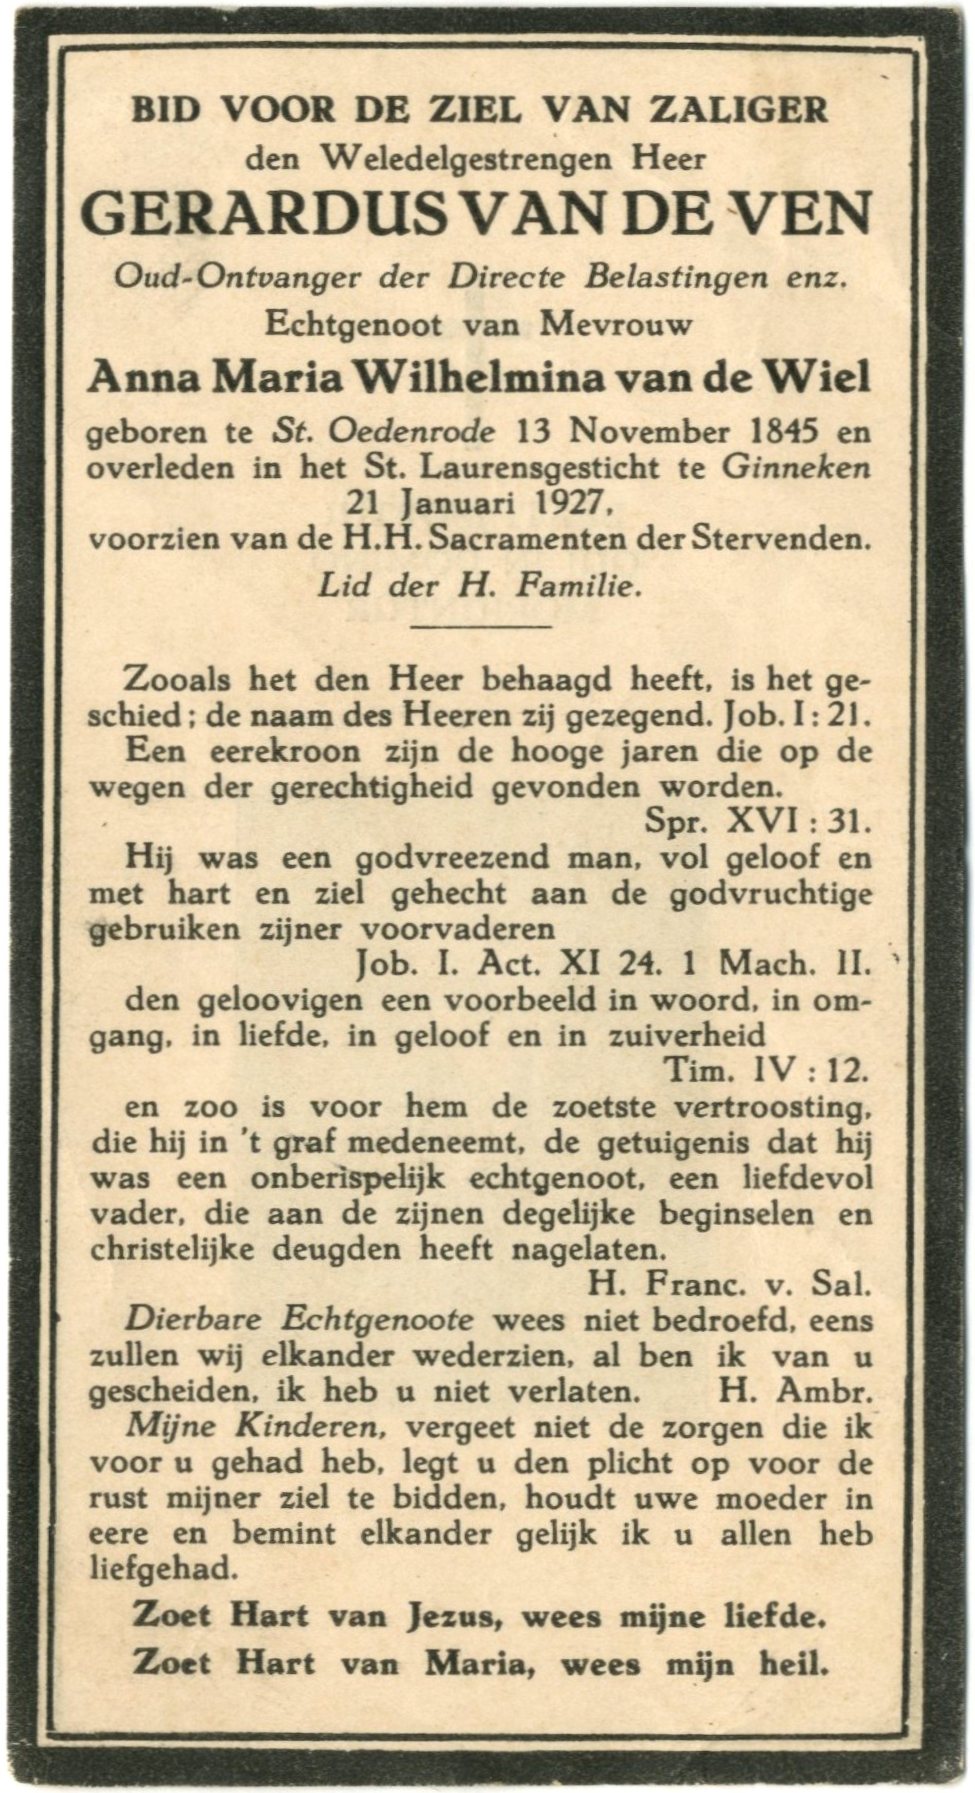 BID VOOR DE ZIEL VAN ZALIGER
den Weledelgestrengen Heer
GERARDUS VAN DE VEN
Oud-Ontvanger der Directe Belastingen enz.
Echtgenoot van Mevrouw
Anna Maria Wilhelmina van de Wiel
geboren te St. Oedenrode 13 November 1845 en
overleden in het St. Laurensgesticht te Ginneken
21 Januari 1927,
voorzien van de H.H. Sacramenten der Stervenden.
Lid der H. Familie.
Zooals het den Heer behaagd heeft, is het ge-
schied; de naam des Heeren zij gezegend. Job. I: 21.
Een eerekroon zijn de hooge jaren die op de
wegen der gerechtigheid gevonden worden.
Spr. XVI : 31.
Hij was een godvreezend man, vol geloof en
met hart en ziel gehecht aan de godvruchtige
gebruiken zijner voorvaderen
Job. I. Act. XI 24. 1 Mach. II.
den geloovigen een voorbeeld in woord, in om-
gang, in liefde, in geloof en in zuiverheid
Tim. IV : 12.
en zoo is voor hem de zoetste vertroosting,
die hij in 't graf medeneemt, de getuigenis dat hij
was een onberispelijk echtgenoot, een liefdevol
vader, die aan de zijnen degelijke beginselen en
christelijke deugden heeft nagelaten.
H. Franc. v. Sal.
Dierbare Echtgenoote wees niet bedroefd, eens
zullen wij elkander wederzien, al ben ik van u
gescheiden, ik heb u niet verlaten. H. Ambr.
Mijne Kinderen, vergeet niet de zorgen die ik
voor u gehad heb, legt u den plicht op voor de
rust mijner ziel te bidden, houdt uwe moeder in
eere en bemint elkander gelijk ik u allen heb
liefgehad.
Zoet Hart van Jezus, wees mijne liefde.
Zoet Hart van Maria, wees mijn heil.